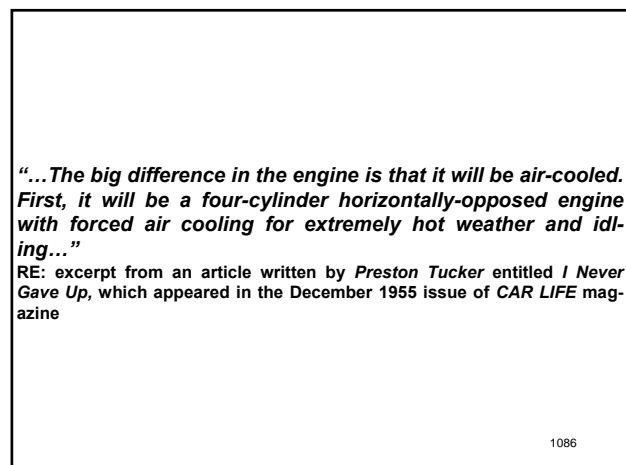 “…The big difference in the engine is that it will be air-cooled.
First, it will be a four-cylinder horizontally-opposed engine
with forced air cooling for extremely hot weather and idl-
ing…”
RE: excerpt from an article written by Preston Tucker entitled I Never
Gave Up, which appeared in the December 1955 issue of CAR LIFE mag-
azine
1086